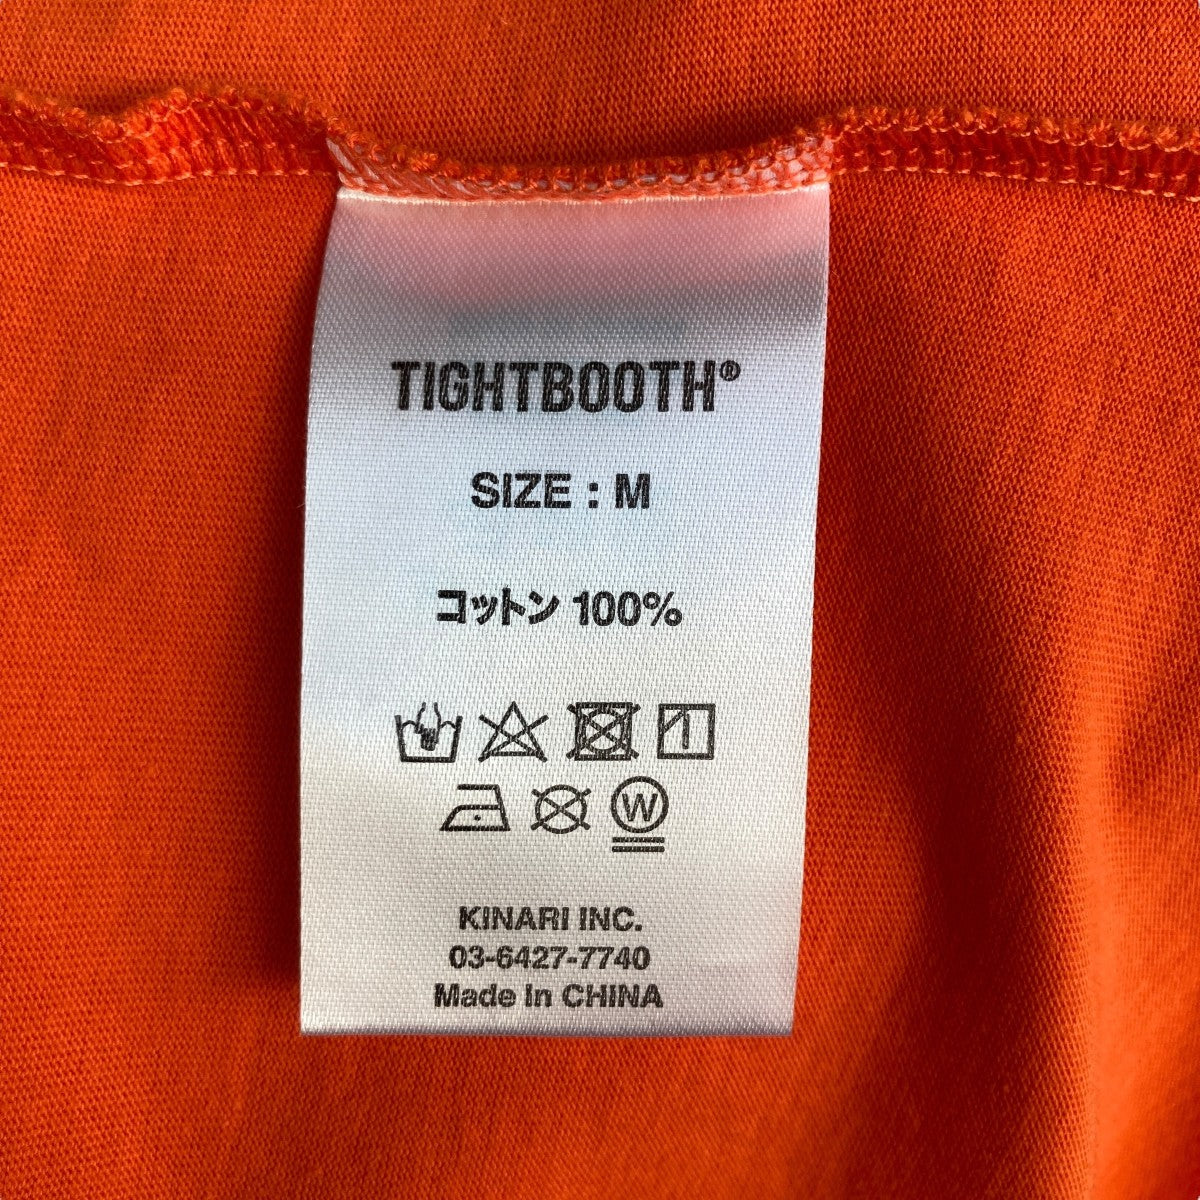 TIGHTBOOTH®
SIZE : M
コットン 100%
W
KINARI INC.
03-6427-7740
Made In CHINA